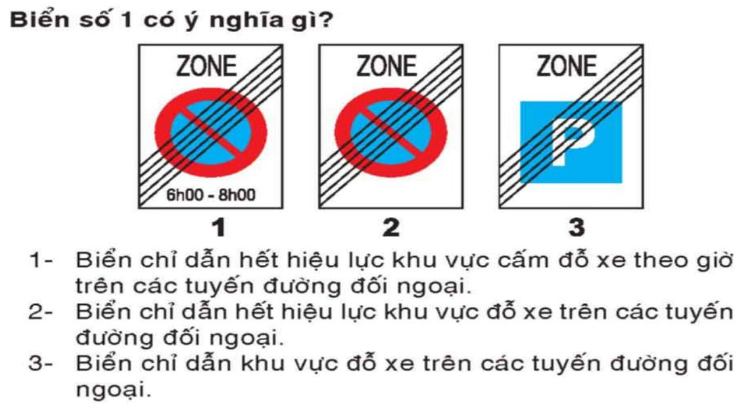 Biển số 1 có ý nghĩa gì?
ZONE ZONE ZONE
P
6h00 - 8h00
1 2 3
1- Biển chỉ dẫn hết hiệu lực khu vực cấm đỗ xe theo giờ
trên các tuyến đường đối ngoại.
2- Biển chỉ dẫn hết hiệu lực khu vực đỗ xe trên các tuyến
đường đối ngoại.
3- Biển chỉ dẫn khu vực đỗ xe trên các tuyến đường đối
ngoại.